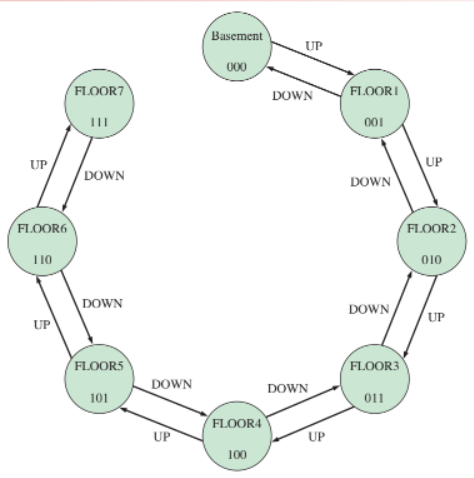 Basement
000
UP
DOWN
FLOOR1
001
UP
DOWN
FLOOR2
010
UP
DOWN
FLOOR3
011
UP
DOWN
FLOOR4
100
UP
DOWN
FLOOR5
101
UP
DOWN
FLOOR6
110
UP
DOWN
FLOOR7
111